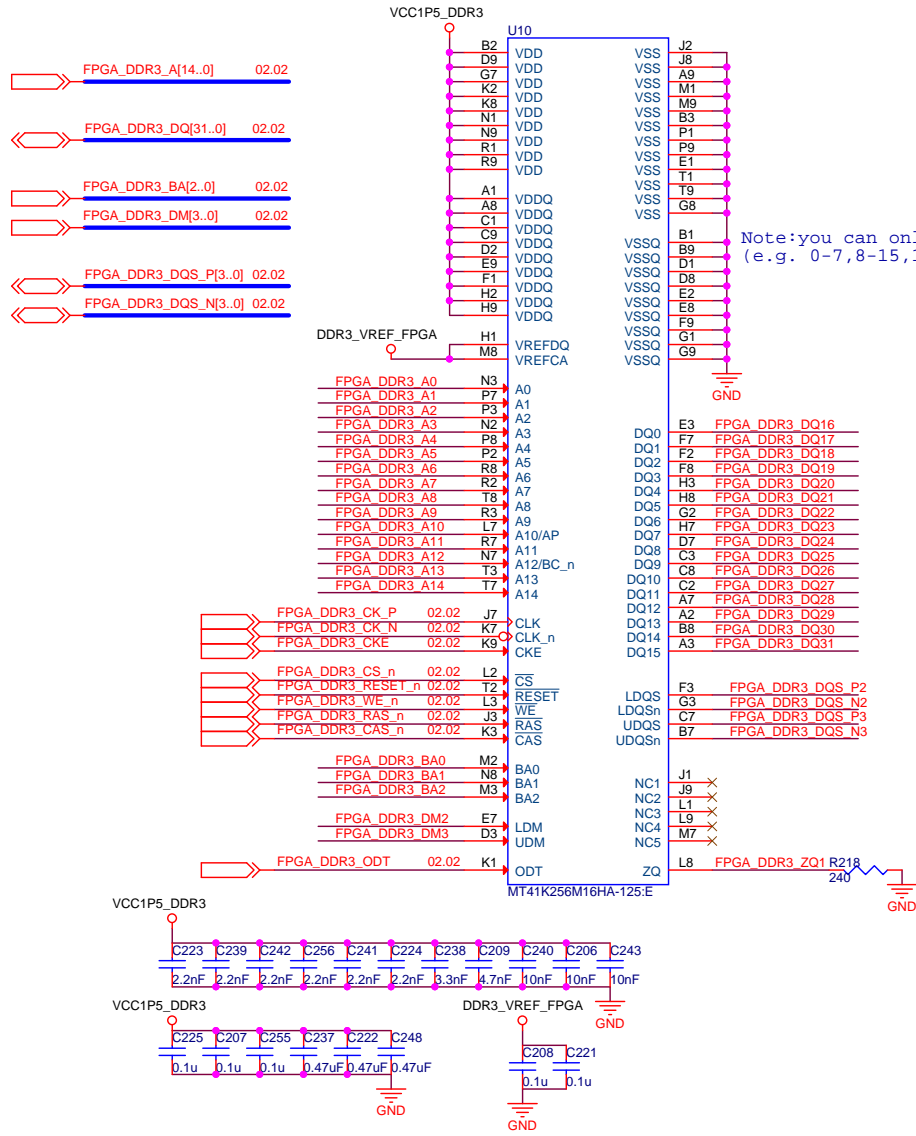 VCC1P5_DDR3
U10
FPGA_DDR3_A[14..0] 02.02
FPGA_DDR3_DQ[31..0] 02.02
FPGA_DDR3_BA[2..0] 02.02
FPGA_DDR3_DM[3..0] 02.02
FPGA_DDR3_DQS_P[3..0] 02.02
FPGA_DDR3_DQS_N[3..0] 02.02
B2 VDD VSS J2
D9 VDD VSS J8
G7 VDD VSS A9
K2 VDD VSS M1
K8 VDD VSS M9
N1 VDD VSS B3
N9 VDD VSS P1
R1 VDD VSS P9
R9 VDD VSS E1
VSS T1
A1 VDDQ VSS T9
A8 VDDQ VSS G8
C1 VDDQ
C9 VDDQ VSSQ B1
D2 VDDQ VSSQ B9
E9 VDDQ VSSQ D1
F1 VDDQ VSSQ D8
H2 VDDQ VSSQ E2
H9 VDDQ VSSQ E8
VSSQ F9
DDR3_VREF_FPGA H1 VREFDQ VSSQ G1
M8 VREFCA VSSQ G9
Note:you can onl
(e.g. 0-7,8-15,1
GND
FPGA_DDR3_A0 N3 A0
FPGA_DDR3_A1 P7 A1
FPGA_DDR3_A2 P3 A2
FPGA_DDR3_A3 N2 A3 DQ0 E3 FPGA_DDR3_DQ16
FPGA_DDR3_A4 P8 A4 DQ1 F7 FPGA_DDR3_DQ17
FPGA_DDR3_A5 P2 A5 DQ2 F2 FPGA_DDR3_DQ18
FPGA_DDR3_A6 R8 A6 DQ3 F8 FPGA_DDR3_DQ19
FPGA_DDR3_A7 R2 A7 DQ4 H3 FPGA_DDR3_DQ20
FPGA_DDR3_A8 T8 A8 DQ5 H8 FPGA_DDR3_DQ21
FPGA_DDR3_A9 R3 A9 DQ6 G2 FPGA_DDR3_DQ22
FPGA_DDR3_A10 L7 A10/AP DQ7 H7 FPGA_DDR3_DQ23
FPGA_DDR3_A11 R7 A11 DQ8 D7 FPGA_DDR3_DQ24
FPGA_DDR3_A12 N7 A12/BC_n DQ9 C3 FPGA_DDR3_DQ25
FPGA_DDR3_A13 T3 A13 DQ10 C8 FPGA_DDR3_DQ26
FPGA_DDR3_A14 T7 A14 DQ11 C2 FPGA_DDR3_DQ27
DQ12 A7 FPGA_DDR3_DQ28
FPGA_DDR3_CK_P 02.02 J7 CLK DQ13 A2 FPGA_DDR3_DQ29
FPGA_DDR3_CK_N 02.02 K7 CLK_n DQ14 B8 FPGA_DDR3_DQ30
FPGA_DDR3_CKE 02.02 K9 CKE DQ15 A3 FPGA_DDR3_DQ31
FPGA_DDR3_CS_n 02.02 L2 CS
FPGA_DDR3_RESET_n 02.02 T2 RESET LDQS F3 FPGA_DDR3_DQS_P2
FPGA_DDR3_WE_n 02.02 L3 WE LDQSn G3 FPGA_DDR3_DQS_N2
FPGA_DDR3_RAS_n 02.02 J3 RAS UDQS C7 FPGA_DDR3_DQS_P3
FPGA_DDR3_CAS_n 02.02 K3 CAS UDQSn B7 FPGA_DDR3_DQS_N3
FPGA_DDR3_BA0 M2 BA0
FPGA_DDR3_BA1 N8 BA1 NC1 J1
FPGA_DDR3_BA2 M3 BA2 NC2 J9
NC3 L1
FPGA_DDR3_DM2 E7 LDM NC4 L9
FPGA_DDR3_DM3 D3 UDM NC5 M7
FPGA_DDR3_ODT 02.02 K1 ODT ZQ L8 FPGA_DDR3_ZQ1 R218
240
GND
MT41K256M16HA-125:E
VCC1P5_DDR3
C223 C239 C242 C256 C241 C224 C238 C209 C240 C206 C243
2.2nF 2.2nF 2.2nF 2.2nF 2.2nF 2.2nF 3.3nF 4.7nF 10nF 10nF 10nF
GND
VCC1P5_DDR3 DDR3_VREF_FPGA
C225 C207 C255 C237 C222 C248 C208 C221
0.1u 0.1u 0.1u 0.47uF 0.47uF 0.47uF 0.1u 0.1u
GND GND